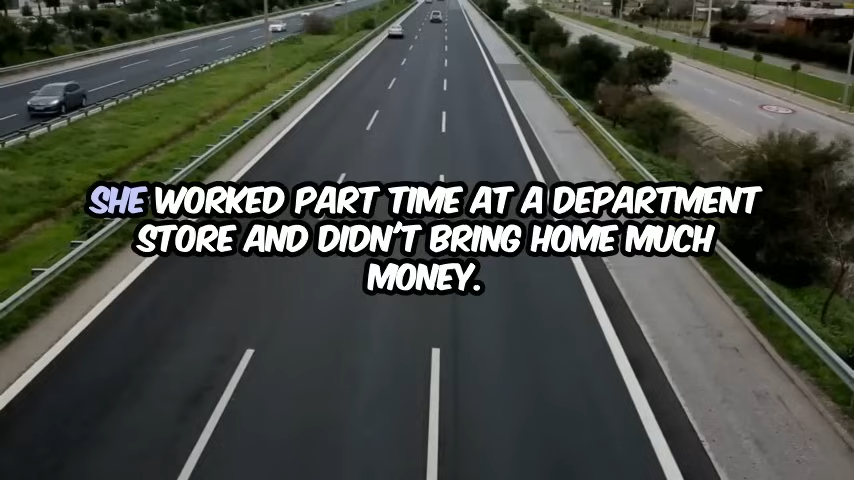 SHE WORKED PART TIME AT A DEPARTMENT
STORE AND DIDN'T BRING HOME MUCH
MONEY.